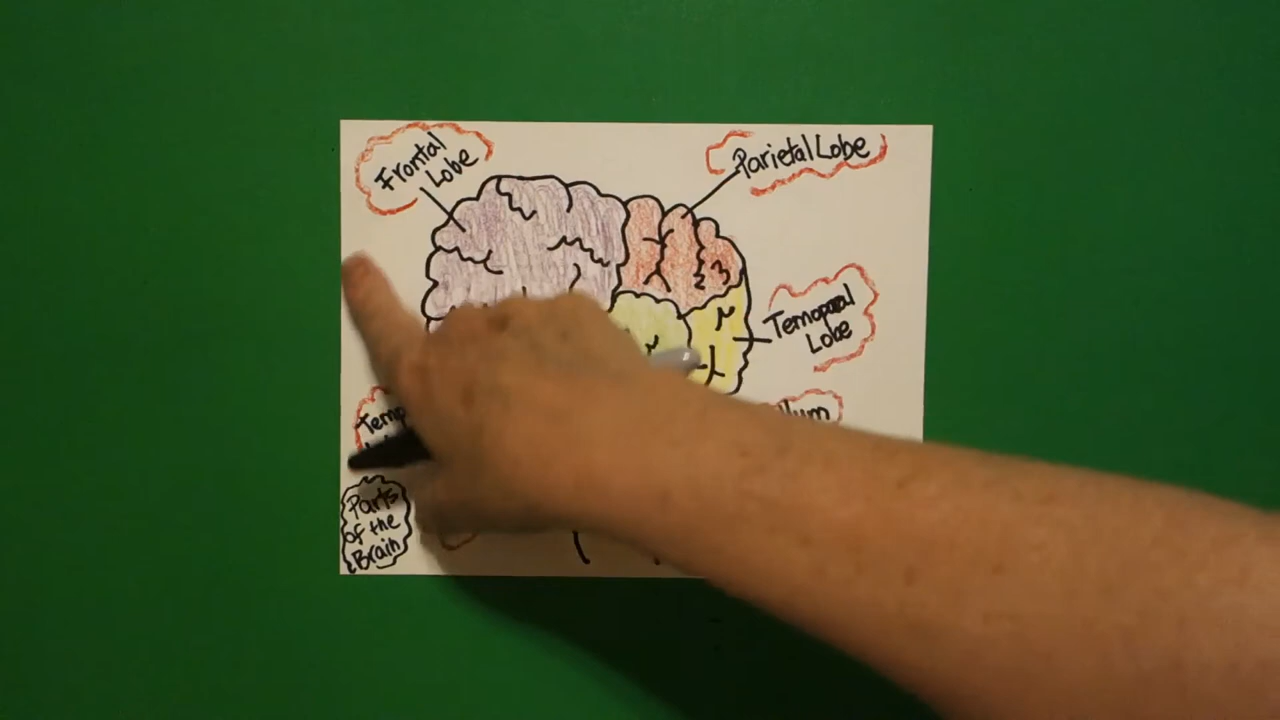 Frontal
Lobe
Parietal Lobe
Temoporal
Lobe
Parts
of the
Brain